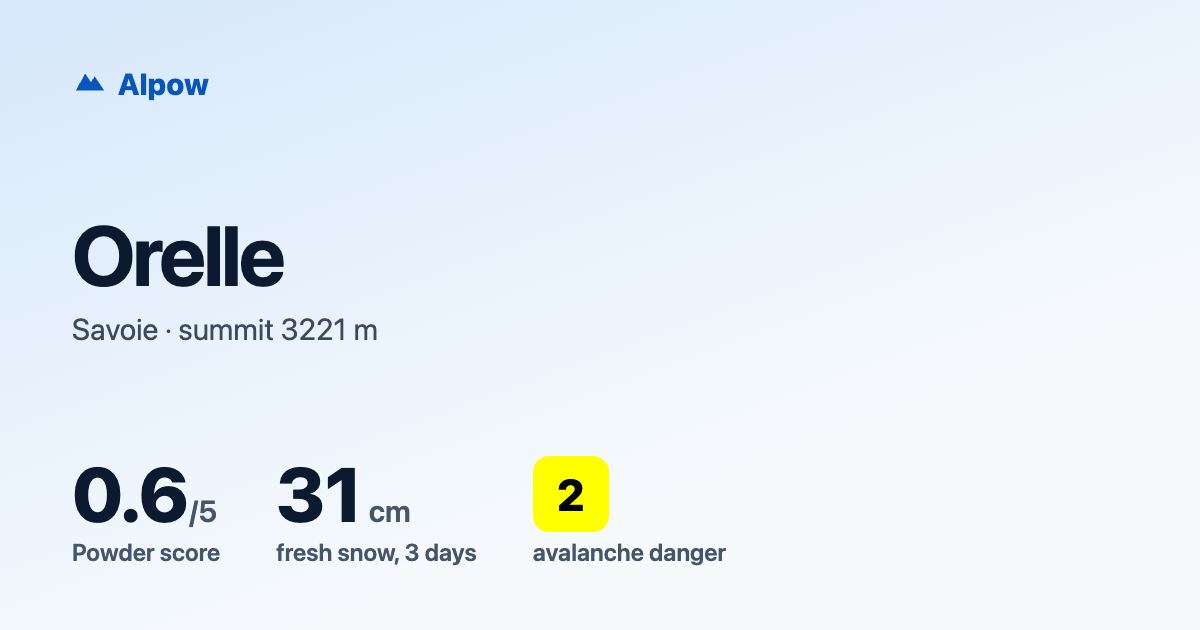 Alpow
Orelle
Savoie · summit 3221 m
0.6/5
Powder score
31 cm
fresh snow, 3 days
2
avalanche danger